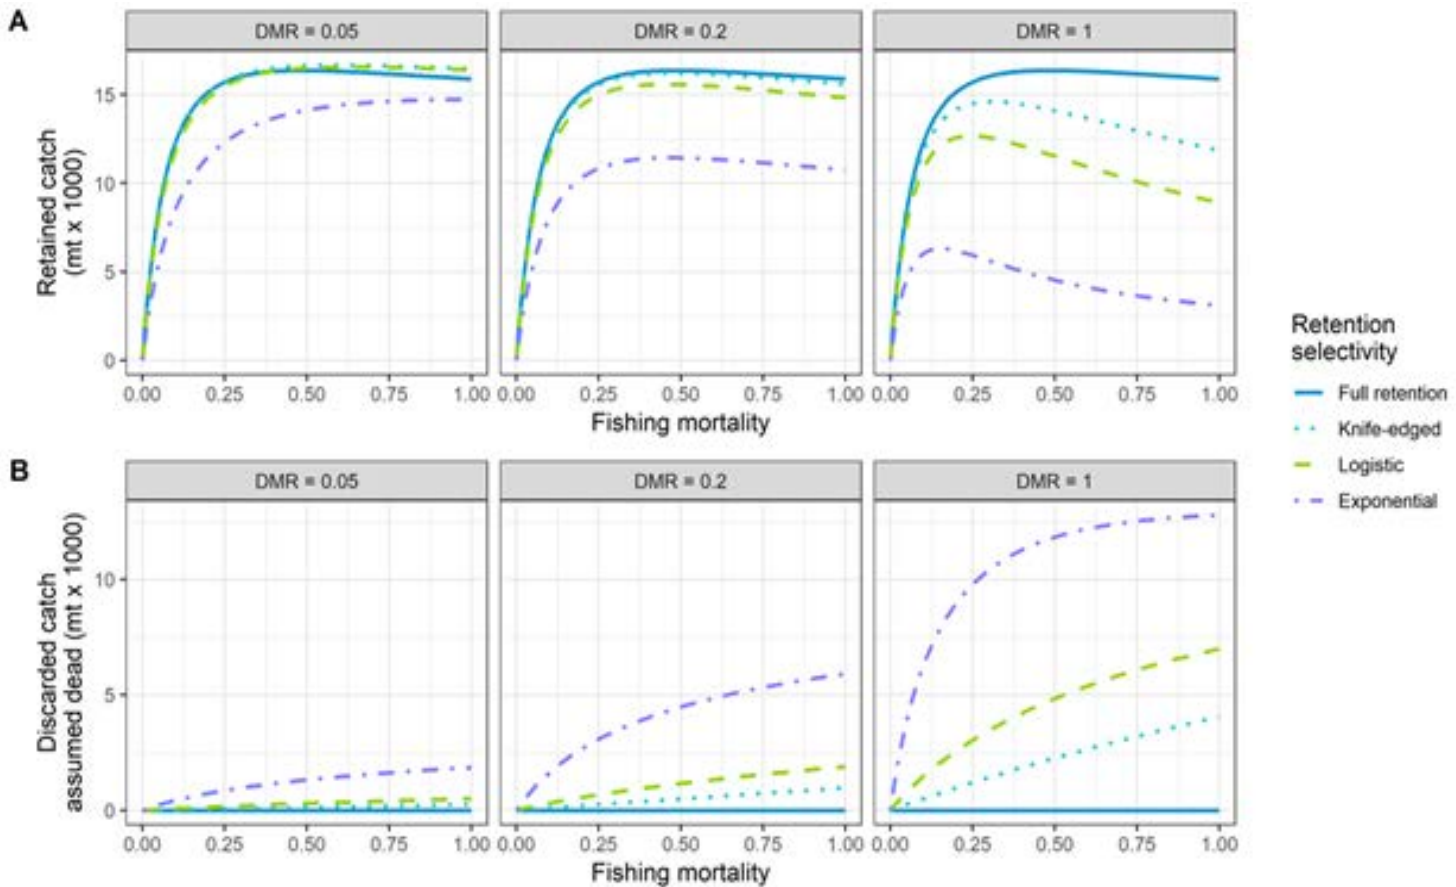 A
DMR = 0.05
DMR = 0.2
DMR = 1
Retained catch
(mt x 1000)
15
10
5
0
0.00 0.25 0.50 0.75 1.00
0.00 0.25 0.50 0.75 1.00
0.00 0.25 0.50 0.75 1.00
Fishing mortality
Retention
selectivity
Full retention
Knife-edged
Logistic
Exponential
B
DMR = 0.05
DMR = 0.2
DMR = 1
Discarded catch
assumed dead (mt x 1000)
10
5
0
0.00 0.25 0.50 0.75 1.00
0.00 0.25 0.50 0.75 1.00
0.00 0.25 0.50 0.75 1.00
Fishing mortality